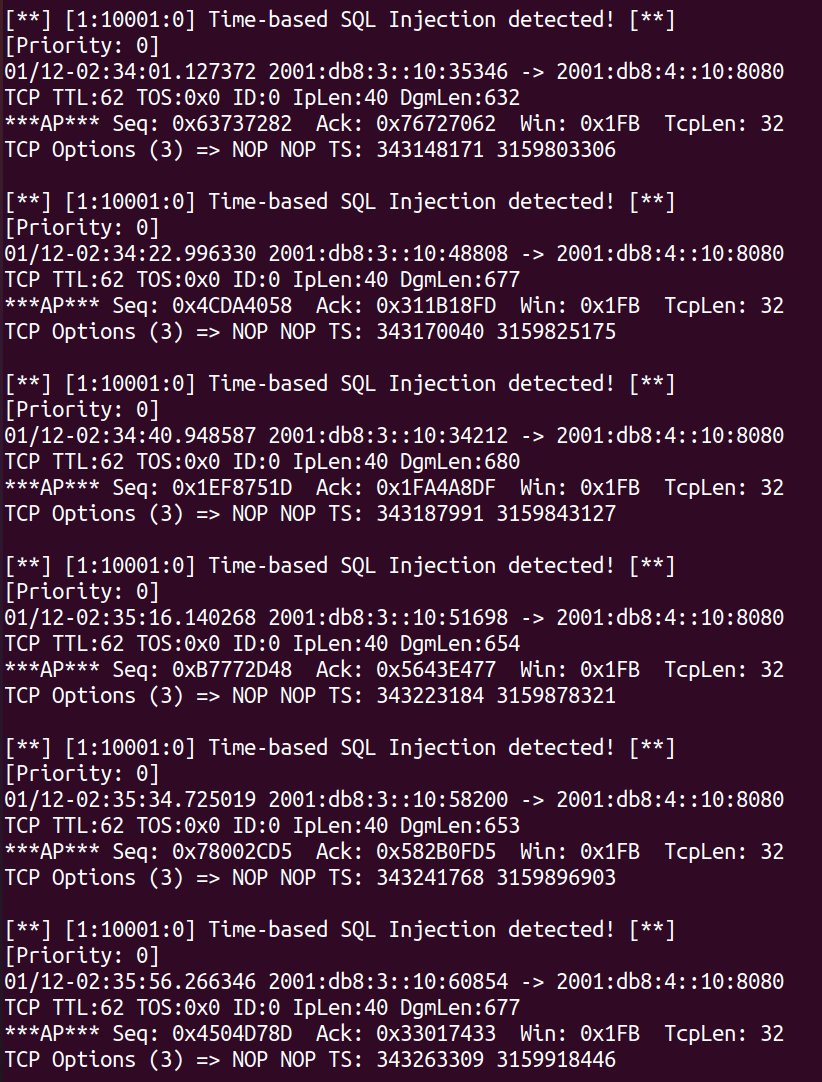 [**] [1:10001:0] Time-based SQL Injection detected! [**]
[Priority: 0]
01/12-02:34:01.127372 2001:db8:3::10:35346 -> 2001:db8:4::10:8080
TCP TTL:62 TOS:0x0 ID:0 IpLen:40 DgmLen:632
***AP*** Seq: 0x63737282  Ack: 0x76727062  Win: 0x1FB  TcpLen: 32
TCP Options (3) => NOP NOP TS: 343148171 3159803306

[**] [1:10001:0] Time-based SQL Injection detected! [**]
[Priority: 0]
01/12-02:34:22.996330 2001:db8:3::10:48808 -> 2001:db8:4::10:8080
TCP TTL:62 TOS:0x0 ID:0 IpLen:40 DgmLen:677
***AP*** Seq: 0x4CDA4058  Ack: 0x311B18FD  Win: 0x1FB  TcpLen: 32
TCP Options (3) => NOP NOP TS: 343170040 3159825175

[**] [1:10001:0] Time-based SQL Injection detected! [**]
[Priority: 0]
01/12-02:34:40.948587 2001:db8:3::10:34212 -> 2001:db8:4::10:8080
TCP TTL:62 TOS:0x0 ID:0 IpLen:40 DgmLen:680
***AP*** Seq: 0x1EF8751D  Ack: 0x1FA4A8DF  Win: 0x1FB  TcpLen: 32
TCP Options (3) => NOP NOP TS: 343187991 3159843127

[**] [1:10001:0] Time-based SQL Injection detected! [**]
[Priority: 0]
01/12-02:35:16.140268 2001:db8:3::10:51698 -> 2001:db8:4::10:8080
TCP TTL:62 TOS:0x0 ID:0 IpLen:40 DgmLen:654
***AP*** Seq: 0xB7772D48  Ack: 0x5643E477  Win: 0x1FB  TcpLen: 32
TCP Options (3) => NOP NOP TS: 343223184 3159878321

[**] [1:10001:0] Time-based SQL Injection detected! [**]
[Priority: 0]
01/12-02:35:34.725019 2001:db8:3::10:58200 -> 2001:db8:4::10:8080
TCP TTL:62 TOS:0x0 ID:0 IpLen:40 DgmLen:653
***AP*** Seq: 0x78002CD5  Ack: 0x582B0FD5  Win: 0x1FB  TcpLen: 32
TCP Options (3) => NOP NOP TS: 343241768 3159896903

[**] [1:10001:0] Time-based SQL Injection detected! [**]
[Priority: 0]
01/12-02:35:56.266346 2001:db8:3::10:60854 -> 2001:db8:4::10:8080
TCP TTL:62 TOS:0x0 ID:0 IpLen:40 DgmLen:677
***AP*** Seq: 0x4504D78D  Ack: 0x33017433  Win: 0x1FB  TcpLen: 32
TCP Options (3) => NOP NOP TS: 343263309 3159918446